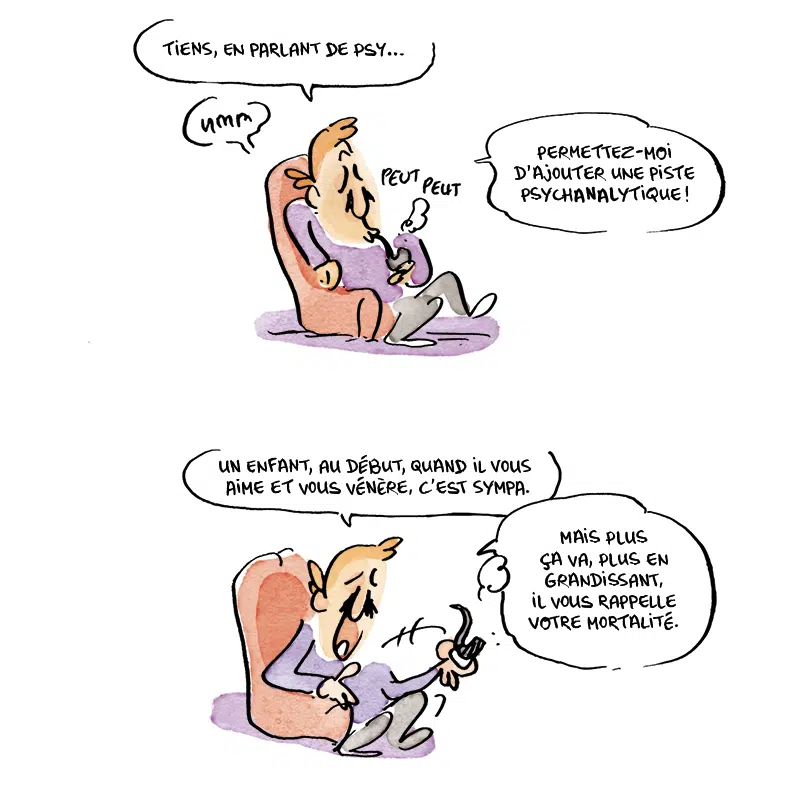 TIENS, EN PARLANT DE PSY...
UMM
PEUT
PEUT
PERMETTEZ-MOI
D'AJOUTER UNE PISTE
PSYCHANALYTIQUE !
UN ENFANT, AU DÉBUT, QUAND IL VOUS
AIME ET VOUS VÉNÈRE, C'EST SYMPA.
MAIS PLUS
ÇA VA, PLUS EN
GRANDISSANT,
IL VOUS RAPPELLE
VOTRE MORTALITÉ.